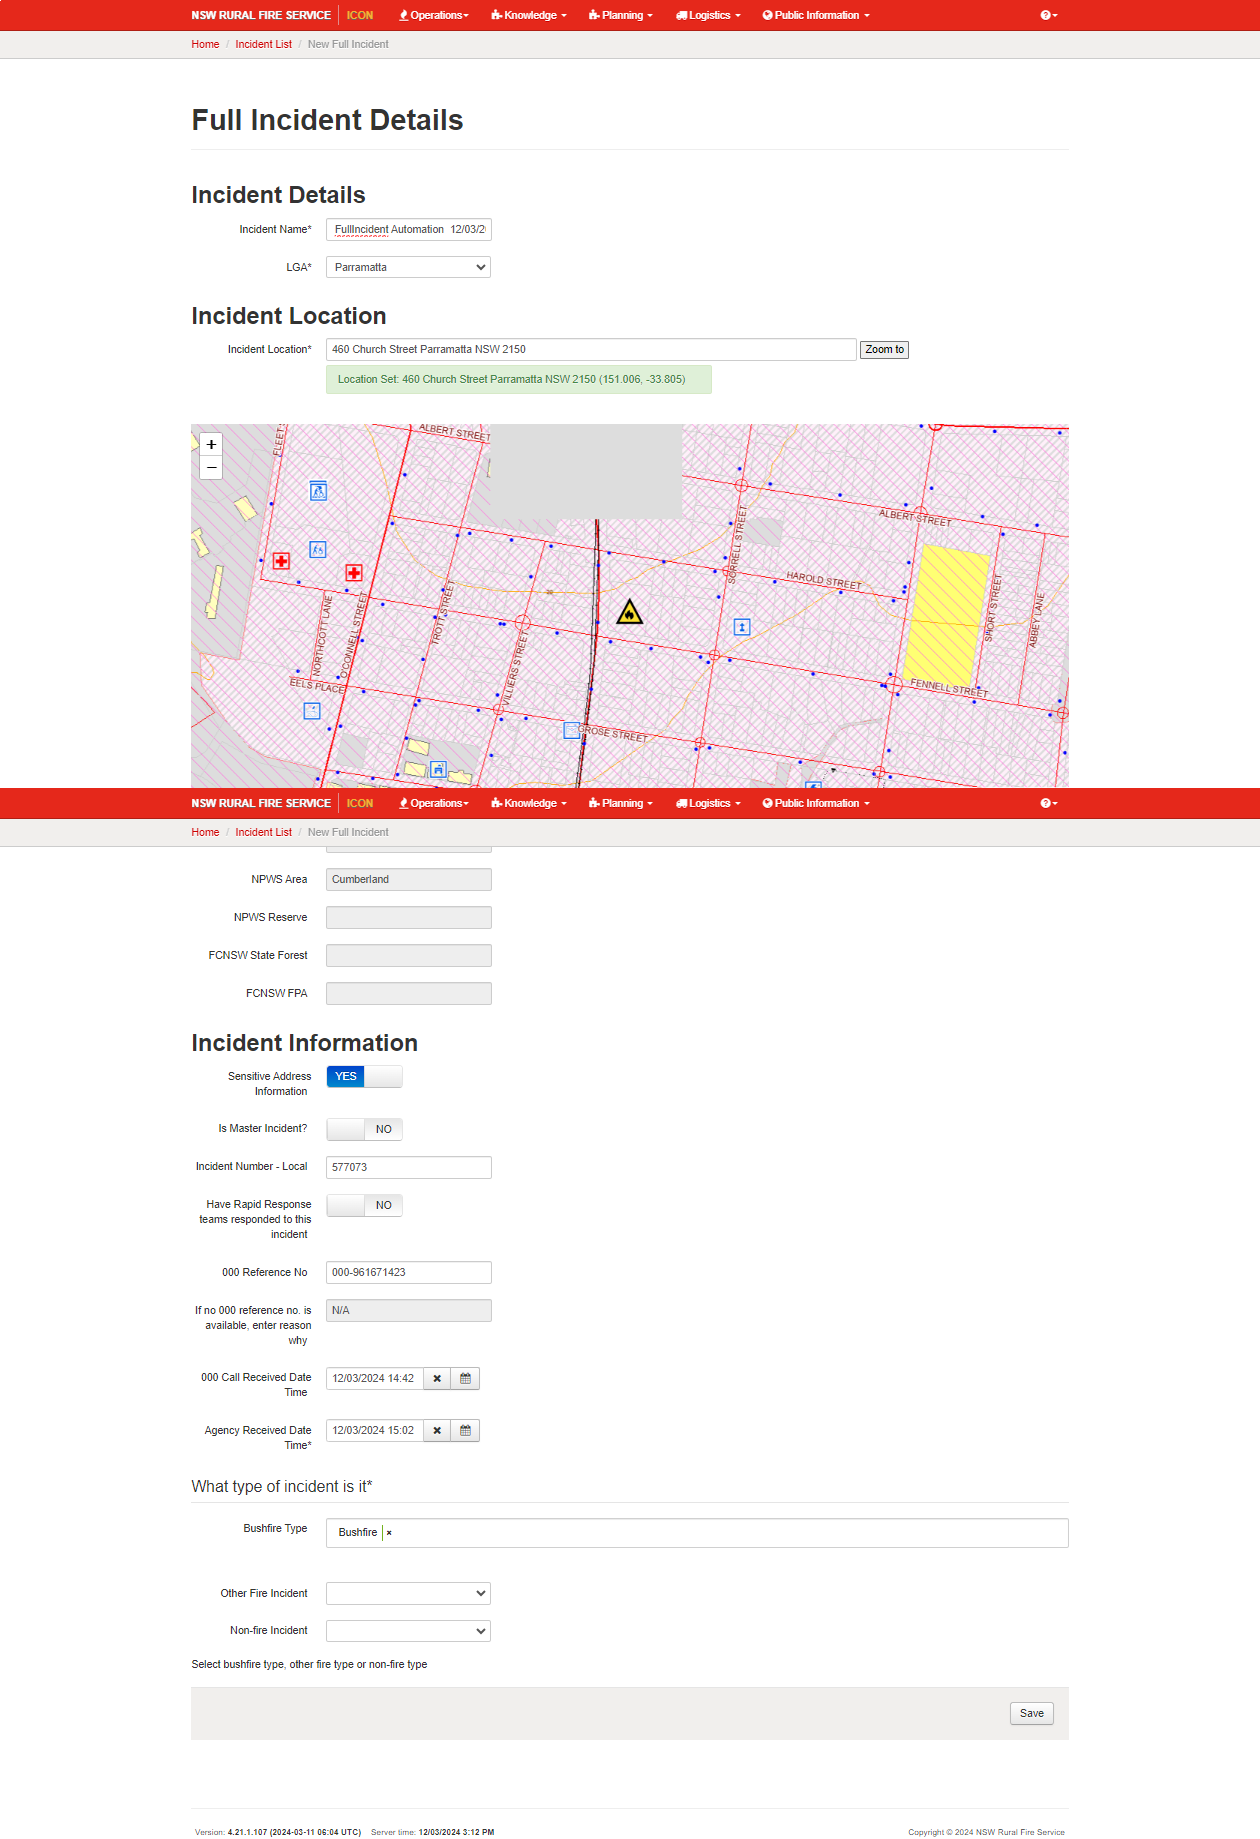 NSW RURAL FIRE SERVICE ICON Operations Knowledge Planning Logistics Public Information
Home / Incident List / New Full Incident
Full Incident Details
Incident Details
Incident Name* FullIncident Automation 12/03/2
LGA* Parramatta
Incident Location
Incident Location* 460 Church Street Parramatta NSW 2150 Zoom to
Location Set: 460 Church Street Parramatta NSW 2150 (151.006, -33.805)
+
−
FLEET S
ALBERT STREET
ALBERT STREET
SORRELL STREET
HAROLD STREET
SHORT STREET
ABBEY LANE
NORTHCOTT LANE
O'CONNELL STREET
TROTT STREET
VILLIERS STREET
EELS PLACE
FENNELL STREET
GROSE STREET
NSW RURAL FIRE SERVICE ICON Operations Knowledge Planning Logistics Public Information
Home / Incident List / New Full Incident
NPWS Area Cumberland
NPWS Reserve
FCNSW State Forest
FCNSW FPA
Incident Information
Sensitive Address YES
Information
Is Master Incident? NO
Incident Number - Local 577073
Have Rapid Response NO
teams responded to this
incident
000 Reference No 000-961671423
If no 000 reference no. is N/A
available, enter reason
why
000 Call Received Date 12/03/2024 14:42
Time
Agency Received Date 12/03/2024 15:02
Time*
What type of incident is it*
Bushfire Type Bushfire ×
Other Fire Incident
Non-fire Incident
Select bushfire type, other fire type or non-fire type
Save
Version: 4.21.1.107 (2024-03-11 06:04 UTC) Server time: 12/03/2024 3:12 PM Copyright © 2024 NSW Rural Fire Service